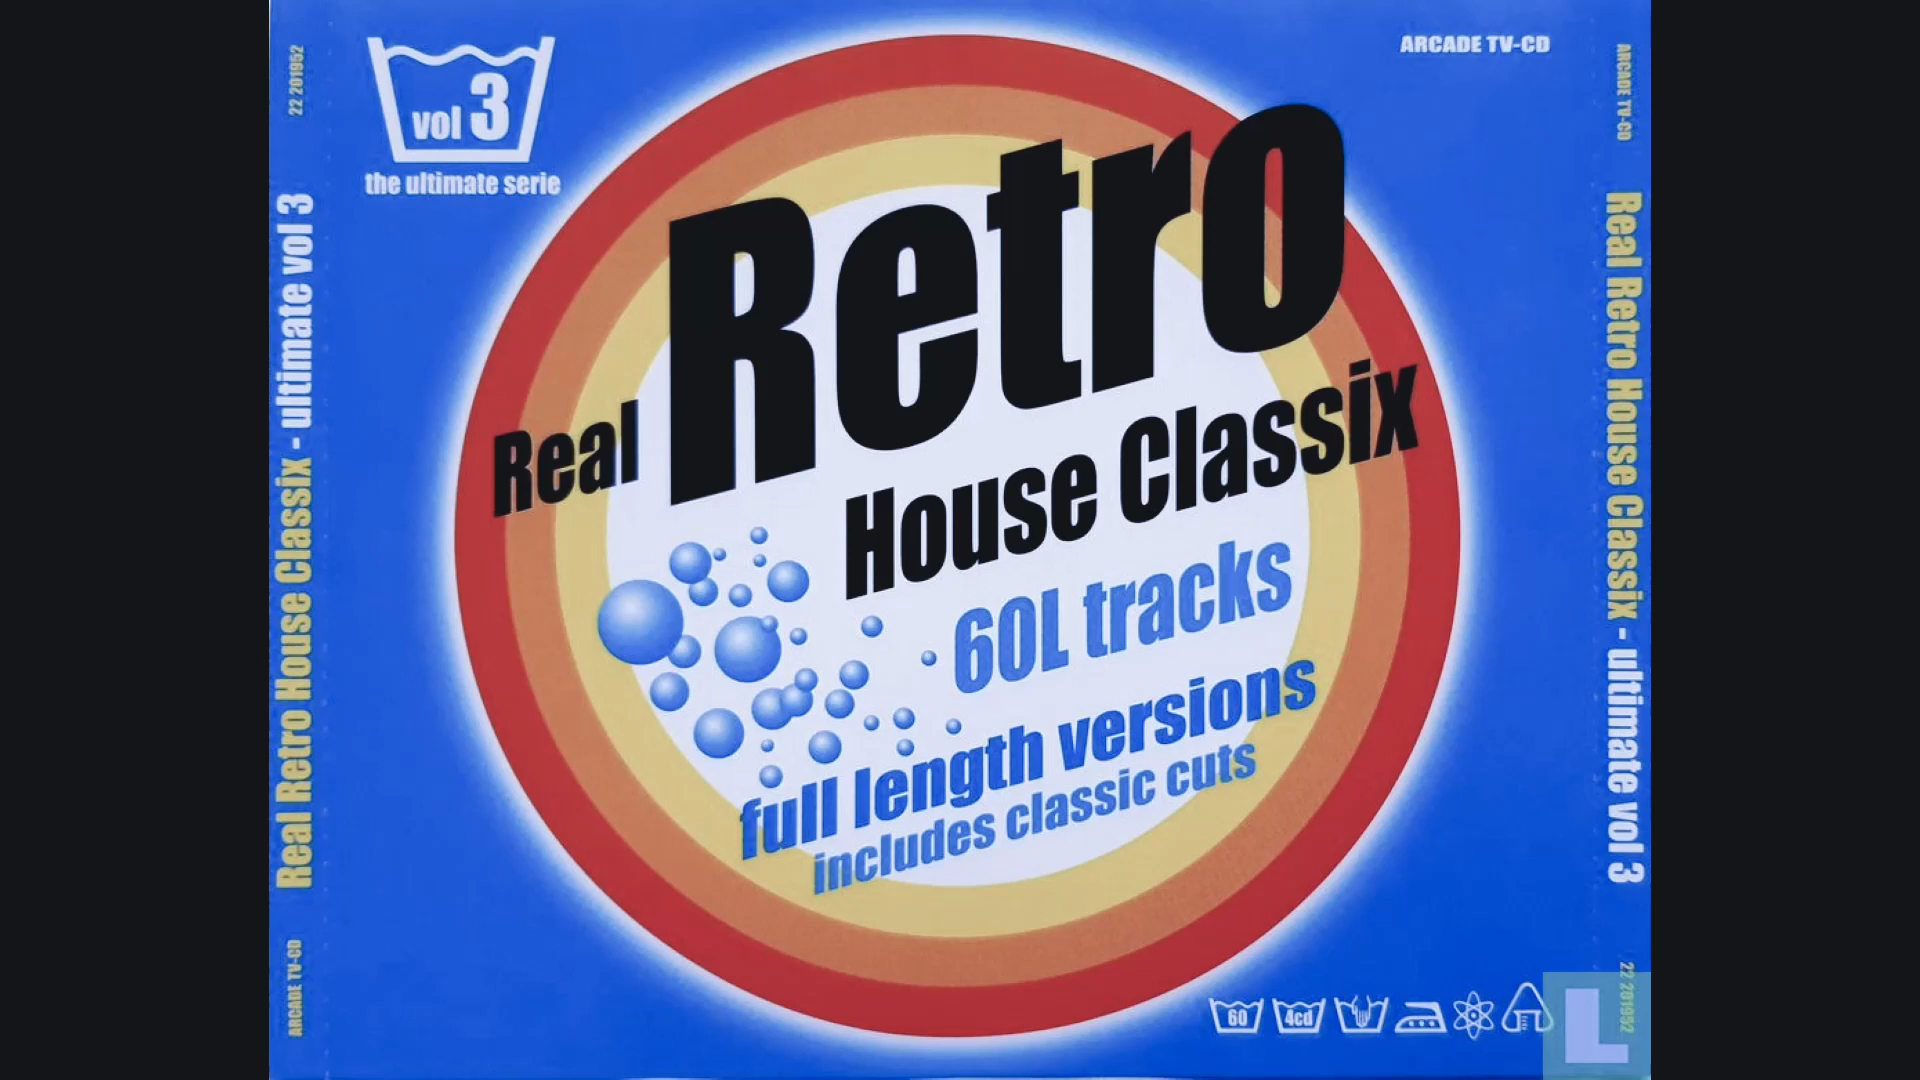 vol 3
the ultimate serie
ARCADE TV-CD
22 201952
Real Retro House Classix - ultimate vol 3
ARCADE TV-CD
Real Retro
House Classix
60L tracks
full length versions
includes classic cuts
60
4cd
ARCADE TV-CD
Real Retro House Classix - ultimate vol 3
22 201952
L